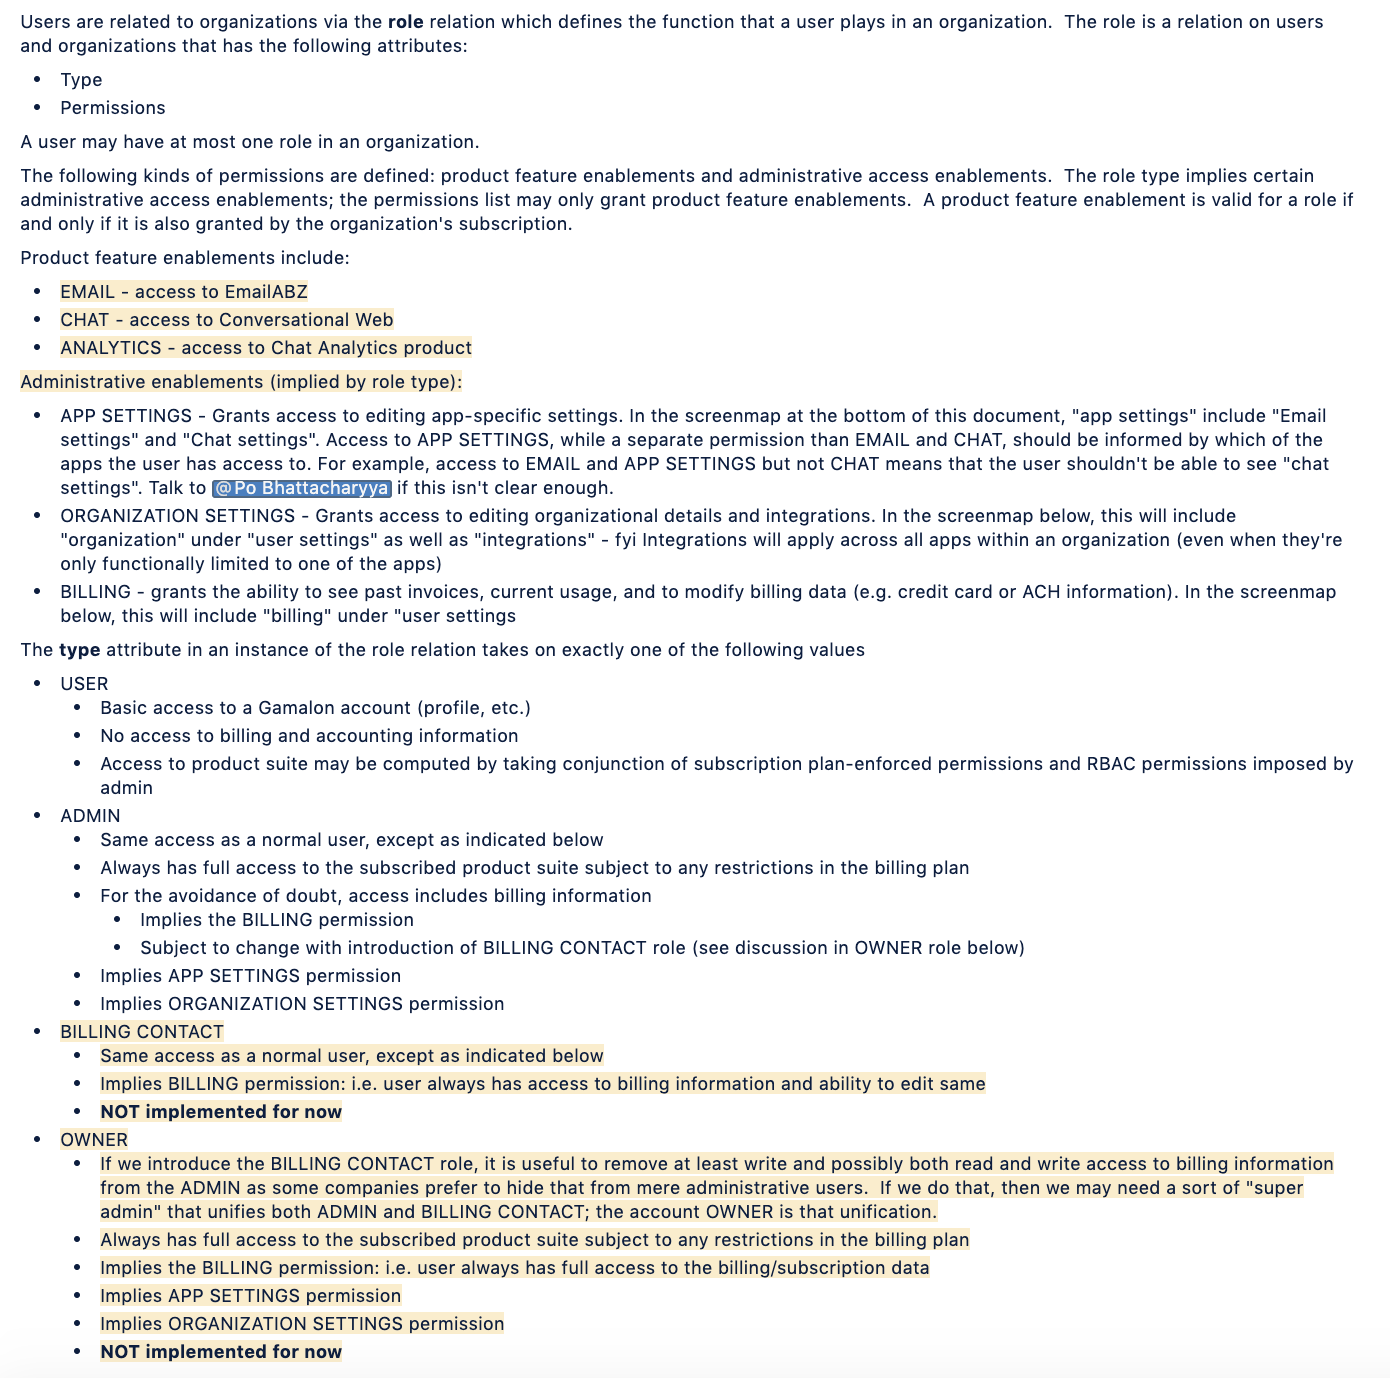 Users are related to organizations via the role relation which defines the function that a user plays in an organization.  The role is a relation on users
and organizations that has the following attributes:
• Type
• Permissions
A user may have at most one role in an organization.
The following kinds of permissions are defined: product feature enablements and administrative access enablements.  The role type implies certain
administrative access enablements; the permissions list may only grant product feature enablements.  A product feature enablement is valid for a role if
and only if it is also granted by the organization's subscription.
Product feature enablements include:
• EMAIL - access to EmailABZ
• CHAT - access to Conversational Web
• ANALYTICS - access to Chat Analytics product
Administrative enablements (implied by role type):
• APP SETTINGS - Grants access to editing app-specific settings. In the screenmap at the bottom of this document, "app settings" include "Email
settings" and "Chat settings". Access to APP SETTINGS, while a separate permission than EMAIL and CHAT, should be informed by which of the
apps the user has access to. For example, access to EMAIL and APP SETTINGS but not CHAT means that the user shouldn't be able to see "chat
settings". Talk to @Po Bhattacharyya if this isn't clear enough.
• ORGANIZATION SETTINGS - Grants access to editing organizational details and integrations. In the screenmap below, this will include
"organization" under "user settings" as well as "integrations" - fyi Integrations will apply across all apps within an organization (even when they're
only functionally limited to one of the apps)
• BILLING - grants the ability to see past invoices, current usage, and to modify billing data (e.g. credit card or ACH information). In the screenmap
below, this will include "billing" under "user settings
The type attribute in an instance of the role relation takes on exactly one of the following values
• USER
• Basic access to a Gamalon account (profile, etc.)
• No access to billing and accounting information
• Access to product suite may be computed by taking conjunction of subscription plan-enforced permissions and RBAC permissions imposed by
admin
• ADMIN
• Same access as a normal user, except as indicated below
• Always has full access to the subscribed product suite subject to any restrictions in the billing plan
• For the avoidance of doubt, access includes billing information
• Implies the BILLING permission
• Subject to change with introduction of BILLING CONTACT role (see discussion in OWNER role below)
• Implies APP SETTINGS permission
• Implies ORGANIZATION SETTINGS permission
• BILLING CONTACT
• Same access as a normal user, except as indicated below
• Implies BILLING permission: i.e. user always has access to billing information and ability to edit same
• NOT implemented for now
• OWNER
• If we introduce the BILLING CONTACT role, it is useful to remove at least write and possibly both read and write access to billing information
from the ADMIN as some companies prefer to hide that from mere administrative users.  If we do that, then we may need a sort of "super
admin" that unifies both ADMIN and BILLING CONTACT; the account OWNER is that unification.
• Always has full access to the subscribed product suite subject to any restrictions in the billing plan
• Implies the BILLING permission: i.e. user always has full access to the billing/subscription data
• Implies APP SETTINGS permission
• Implies ORGANIZATION SETTINGS permission
• NOT implemented for now